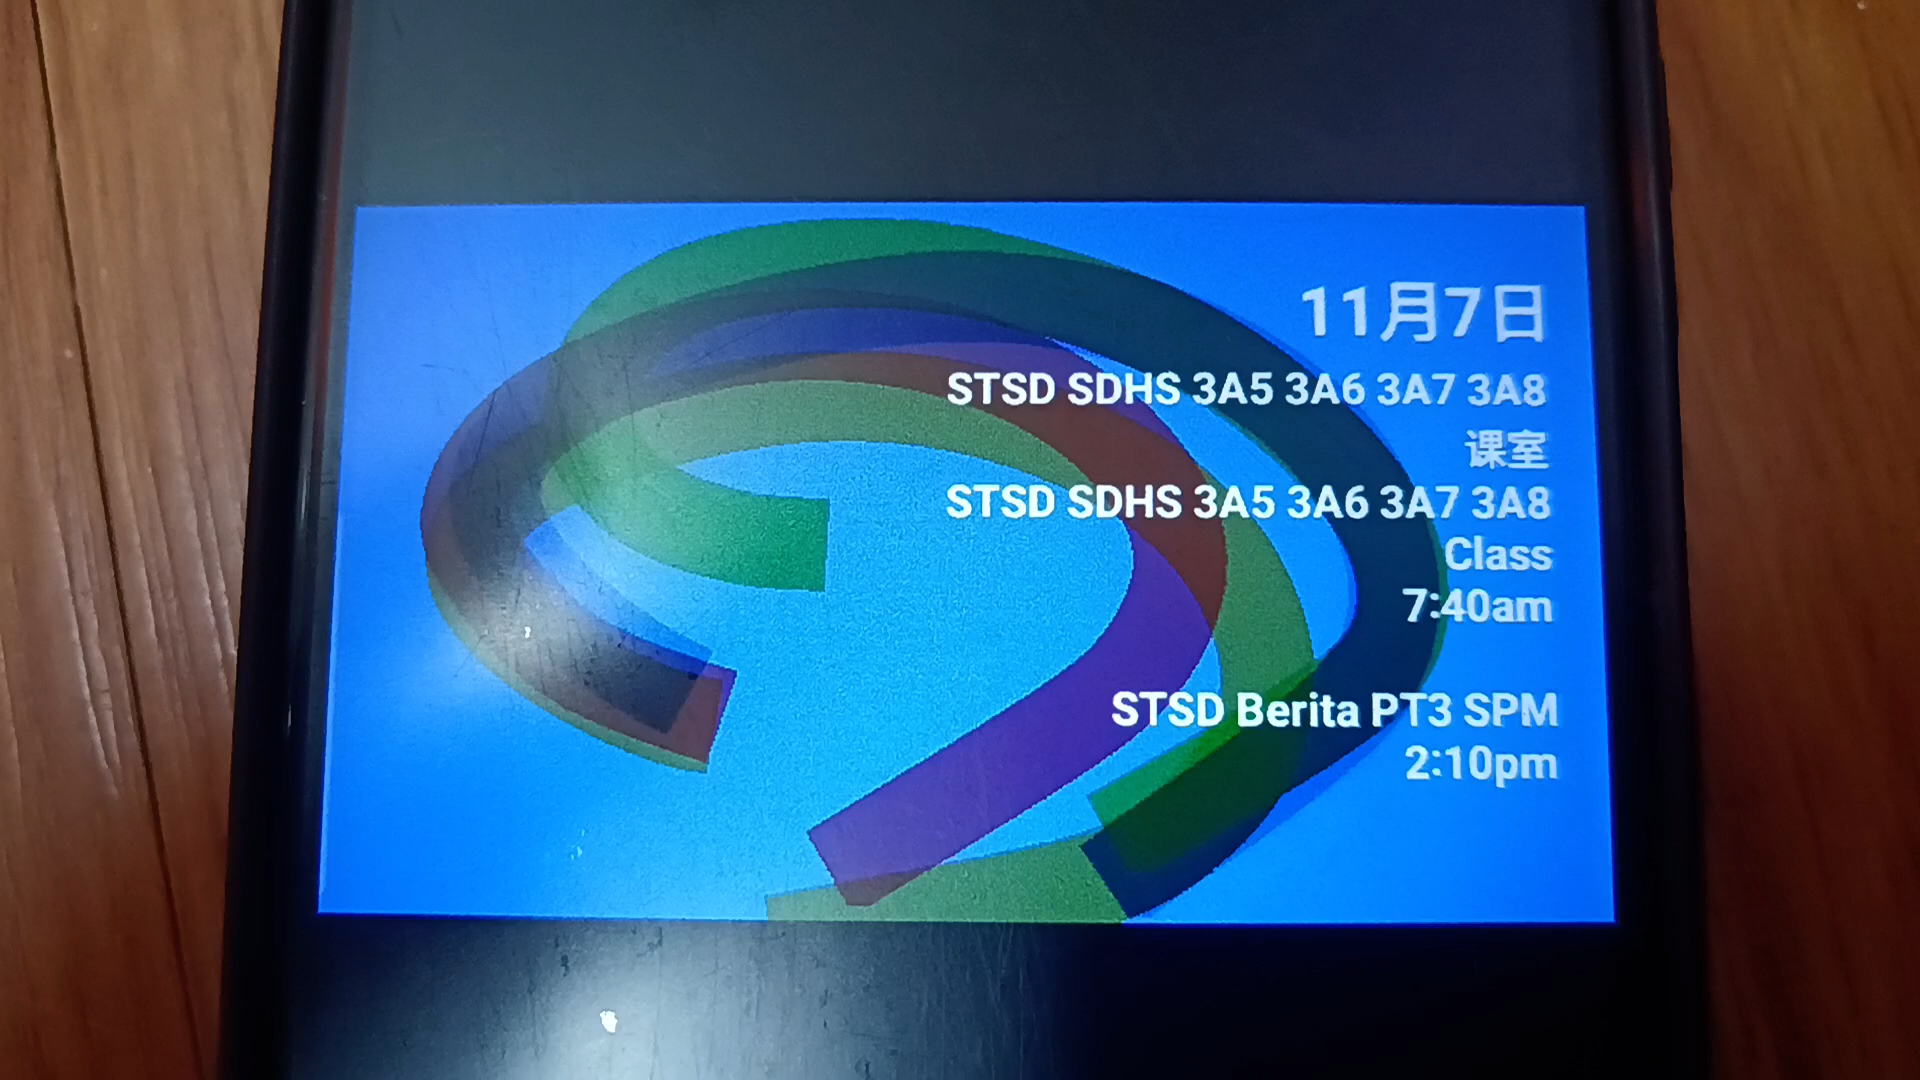 11月7日
STSD SDHS 3A5 3A6 3A7 3A8
课室
STSD SDHS 3A5 3A6 3A7 3A8
Class
7:40am
STSD Berita PT3 SPM
2:10pm